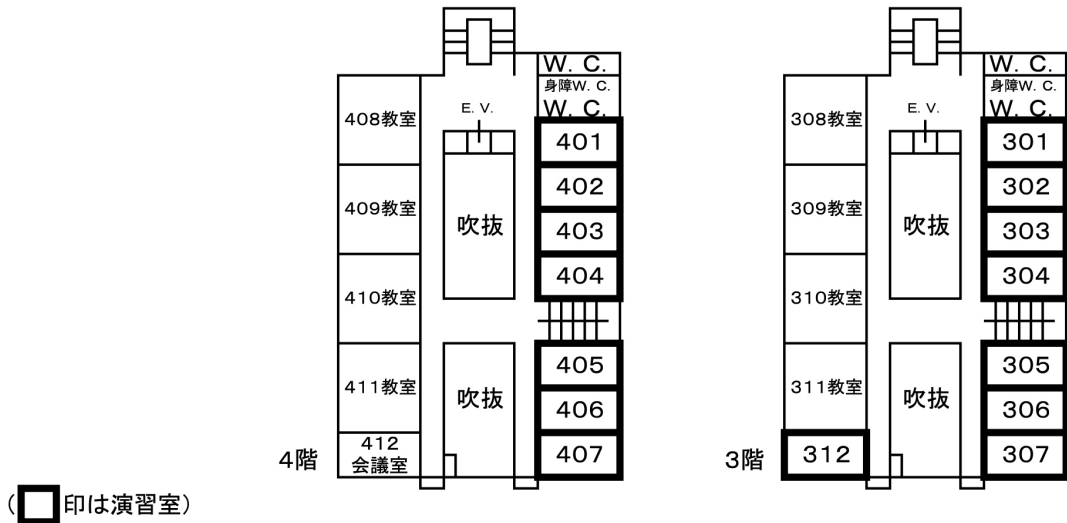 W. C.
身障W. C.
W. C.
E. V.
408教室
401
402
409教室
吹抜
403
404
410教室
405
411教室
吹抜
406
412
会議室
407
4階
W. C.
身障W. C.
W. C.
E. V.
308教室
301
302
309教室
吹抜
303
304
310教室
305
311教室
吹抜
306
312
307
3階
(□印は演習室)